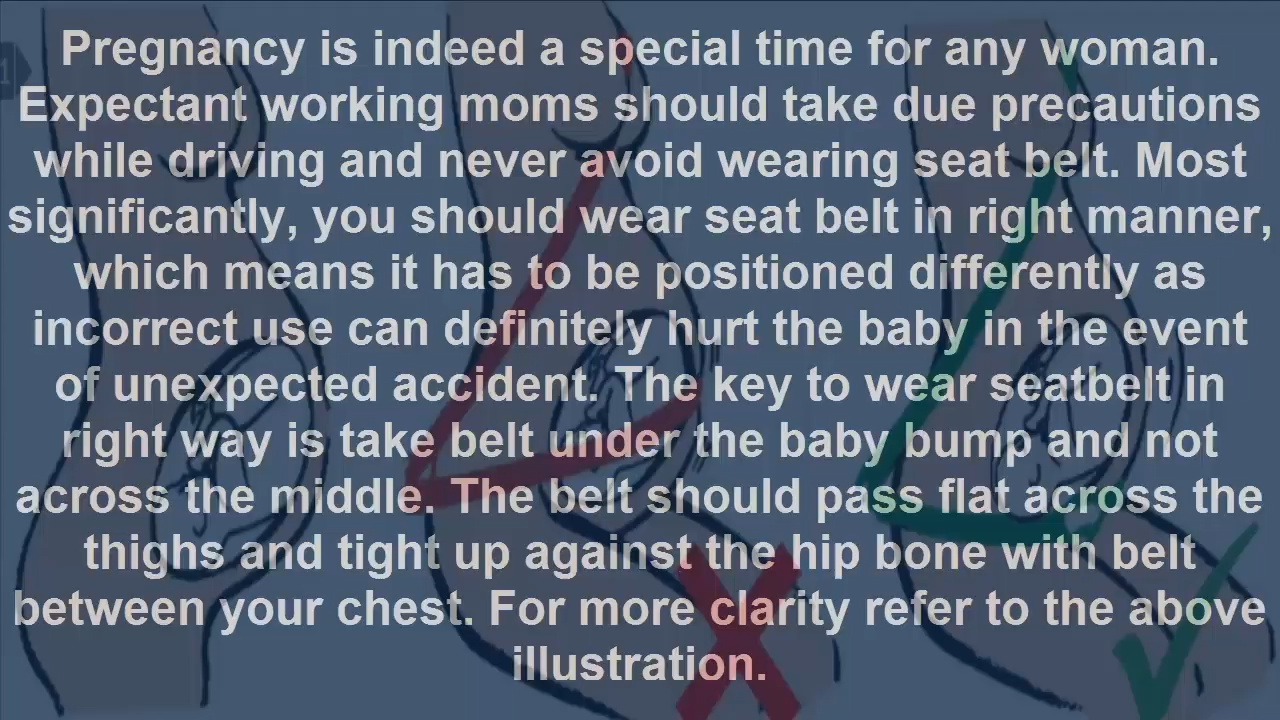 Pregnancy is indeed a special time for any woman.
Expectant working moms should take due precautions
while driving and never avoid wearing seat belt. Most
significantly, you should wear seat belt in right manner,
which means it has to be positioned differently as
incorrect use can definitely hurt the baby in the event
of unexpected accident. The key to wear seatbelt in
right way is take belt under the baby bump and not
across the middle. The belt should pass flat across the
thighs and tight up against the hip bone with belt
between your chest. For more clarity refer to the above
illustration.
1